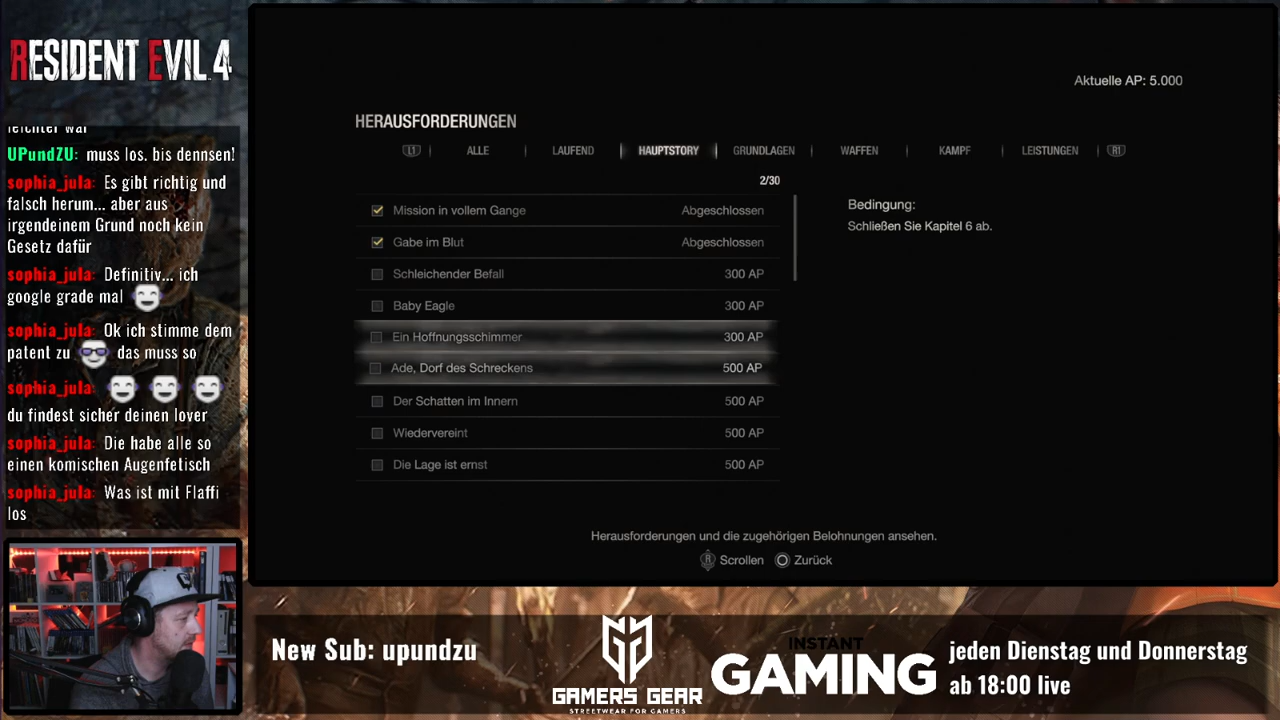 RESIDENT EVIL 4
leichter war
UPundZU: muss los. bis dennsen!
sophia_jula: Es gibt richtig und
falsch herum... aber aus
irgendeinem Grund noch kein
Gesetz dafür
sophia_jula: Definitiv... ich
google grade mal
sophia_jula: Ok ich stimme dem
patent zu das muss so
sophia_jula:
du findest sicher deinen lover
sophia_jula: Die habe alle so
einen komischen Augenfetisch
sophia_jula: Was ist mit Flaffi
los
Aktuelle AP: 5.000
HERAUSFORDERUNGEN
L1 ALLE LAUFEND HAUPTSTORY GRUNDLAGEN WAFFEN KAMPF LEISTUNGEN R1
2/30
Mission in vollem Gange Abgeschlossen
Gabe im Blut Abgeschlossen
Schleichender Befall 300 AP
Baby Eagle 300 AP
Ein Hoffnungsschimmer 300 AP
Ade, Dorf des Schreckens 500 AP
Der Schatten im Innern 500 AP
Wiedervereint 500 AP
Die Lage ist ernst 500 AP
Bedingung:
Schließen Sie Kapitel 6 ab.
Herausforderungen und die zugehörigen Belohnungen ansehen.
R Scrollen Zurück
New Sub: upundzu
GAMERS GEAR
STREETWEAR FOR GAMERS
INSTANT
GAMING
jeden Dienstag und Donnerstag
ab 18:00 live